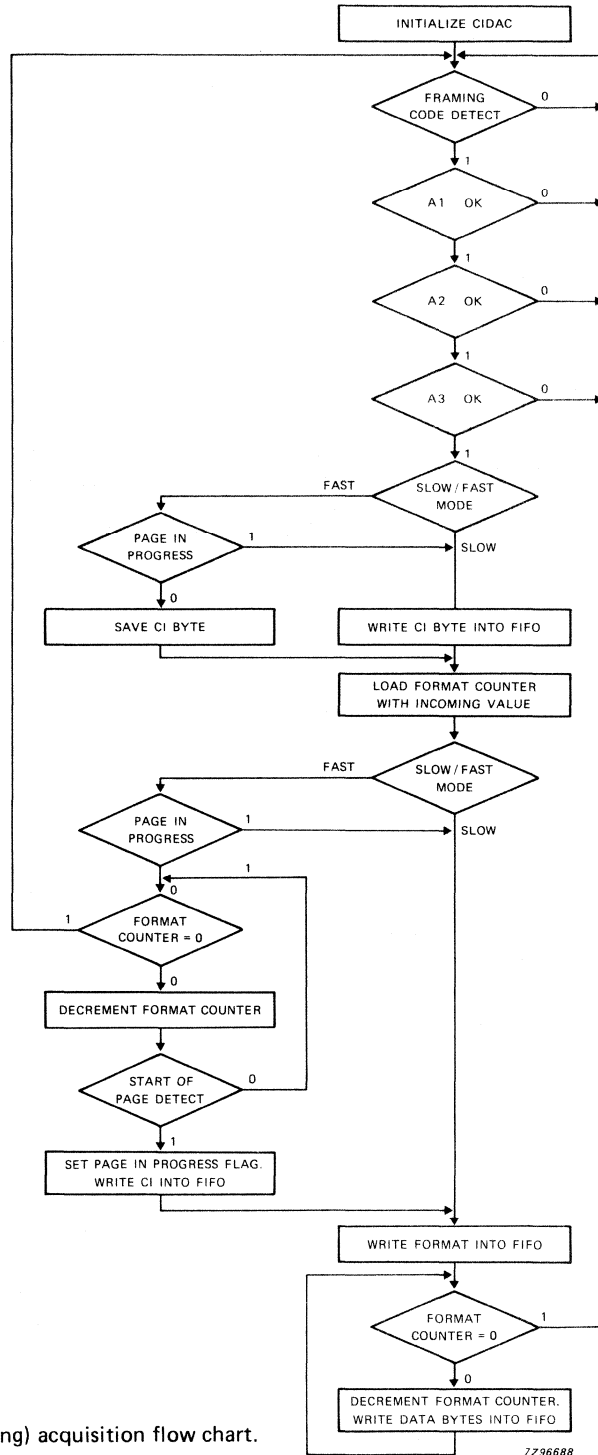 INITIALIZE CIDAC
FRAMING
CODE DETECT
0
1
A1 OK
0
1
A2 OK
0
1
A3 OK
0
1
FAST
SLOW/FAST
MODE
PAGE IN
PROGRESS
1
SLOW
0
SAVE CI BYTE
WRITE CI BYTE INTO FIFO
LOAD FORMAT COUNTER
WITH INCOMING VALUE
FAST
SLOW/FAST
MODE
PAGE IN
PROGRESS
1
SLOW
1
0
1
FORMAT
COUNTER = 0
0
DECREMENT FORMAT COUNTER
START OF
PAGE DETECT
0
1
SET PAGE IN PROGRESS FLAG.
WRITE CI INTO FIFO
WRITE FORMAT INTO FIFO
FORMAT
COUNTER = 0
1
0
DECREMENT FORMAT COUNTER.
WRITE DATA BYTES INTO FIFO
ng) acquisition flow chart.
7Z96688